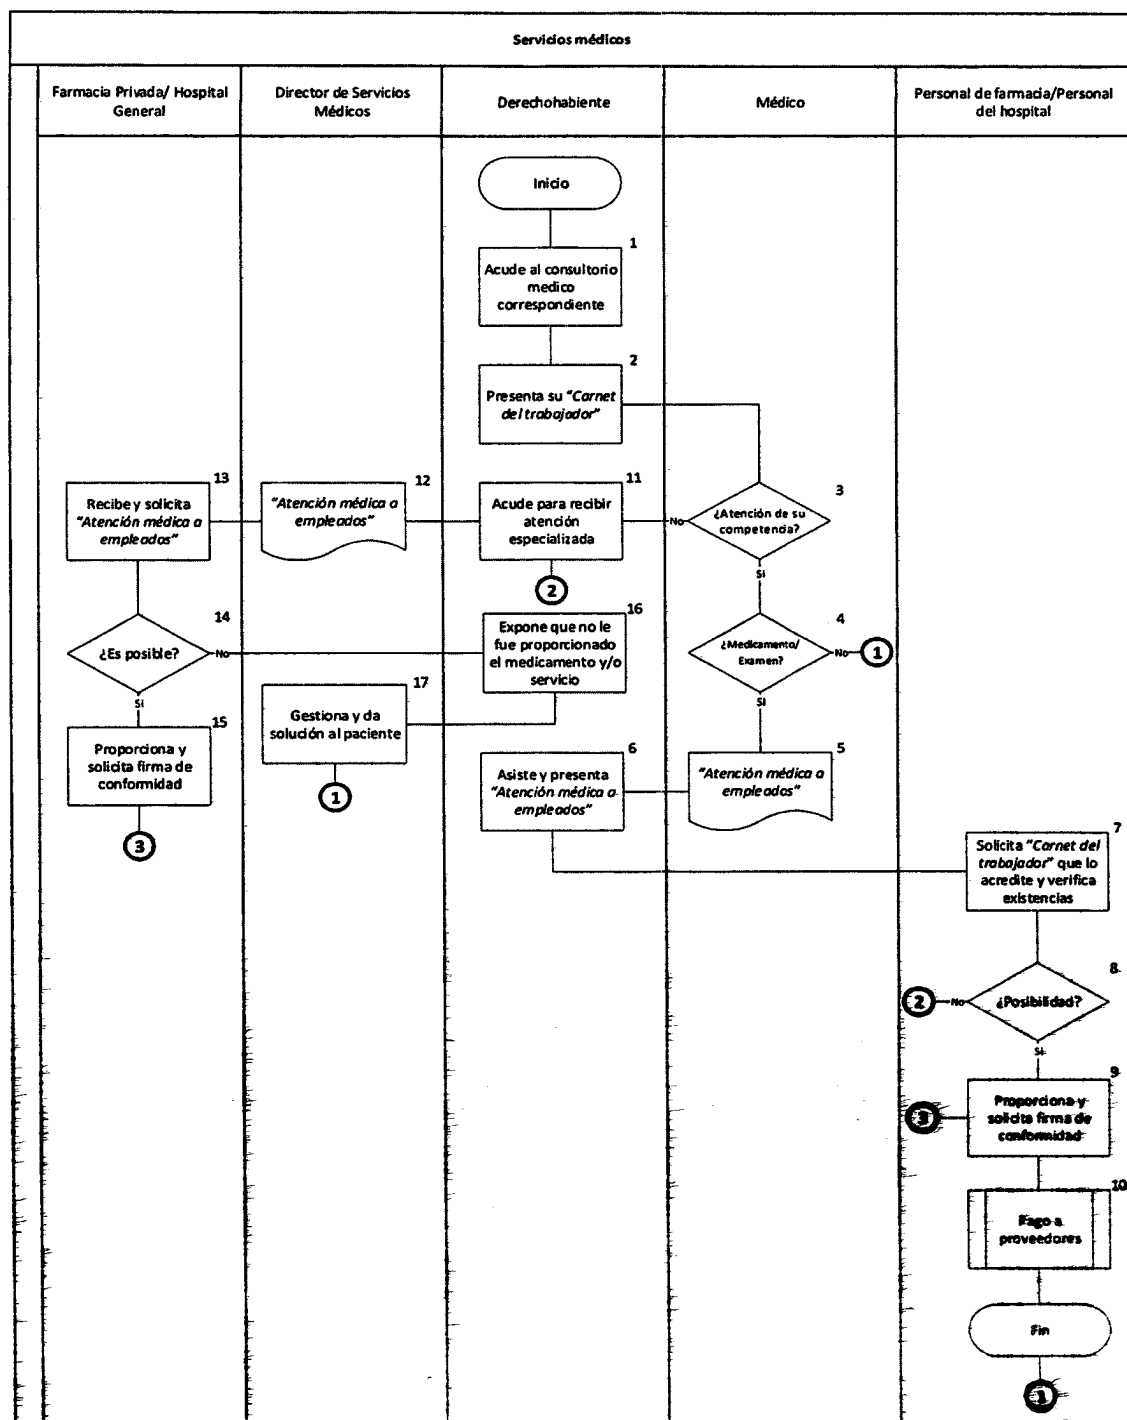 Servicios médicos
Farmacia Privada/ Hospital
General
Director de Servicios
Médicos
Derechohabiente
Médico
Personal de farmacia/Personal
del hospital
Inicio
1
Acude al consultorio
medico
correspondiente
2
Presenta su "Carnet
del trabajador"
13
Recibe y solicita
"Atención médica a
empleados"
12
"Atención médica a
empleados"
11
Acude para recibir
atención
especializada
2
No
3
¿Atención de su
competencia?
Si
14
¿Es posible?
No
Si
16
Expone que no le
fue proporcionado
el medicamento y/o
servicio
4
¿Medicamento/
Examen?
No
1
Si
17
Gestiona y da
solución al paciente
1
15
Proporciona y
solicita firma de
conformidad
3
6
Asiste y presenta
"Atención médica a
empleados"
5
"Atención médica a
empleados"
7
Solicita "Carnet del
trabajador" que lo
acredite y verifica
existencias
8
¿Posibilidad?
No
2
Si
9
Proporciona y
solicita firma de
conformidad
3
10
Pago a
proveedores
Fin
1